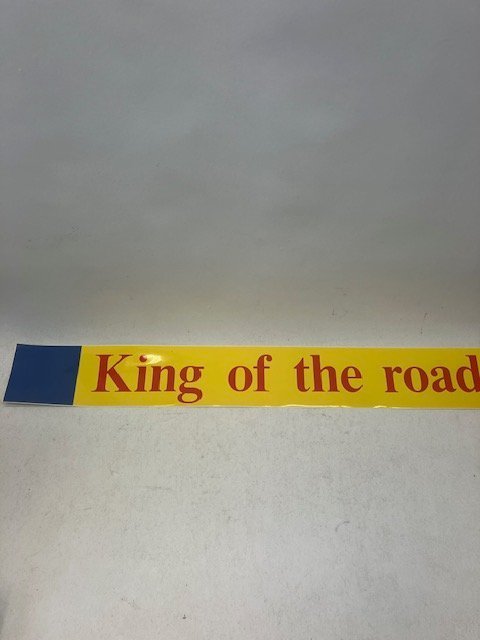 King of the road